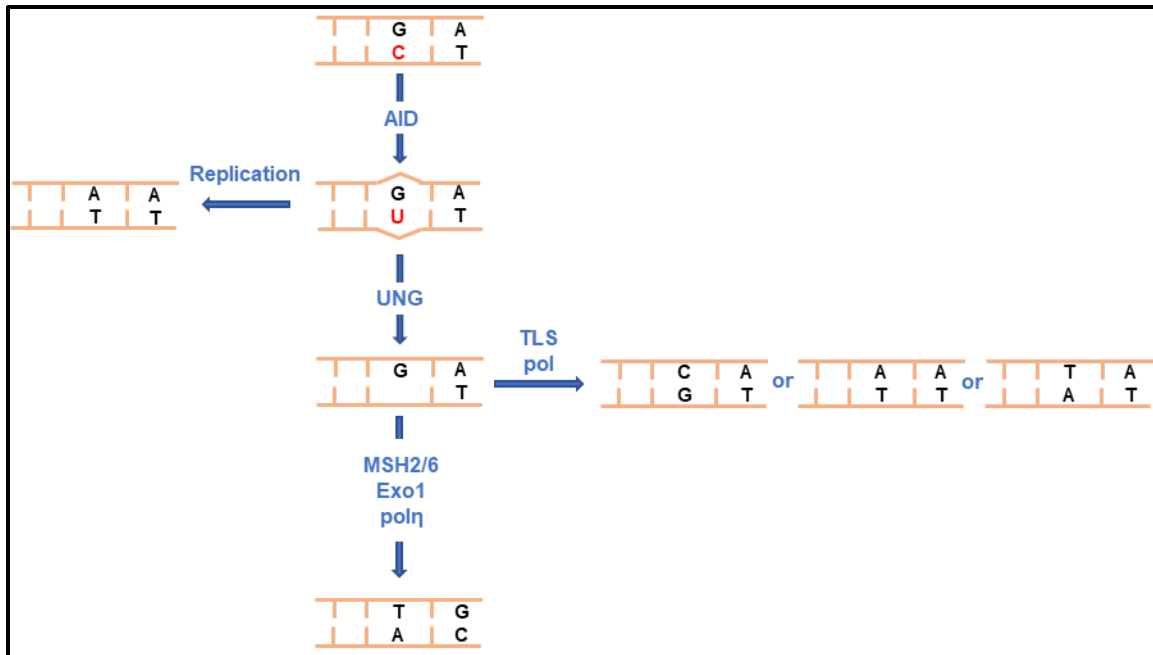 G A
C T
AID
Replication
A A
T T
G A
U T
UNG
TLS
pol
G A
T
C A
G T
or
A A
T T
or
T A
A T
MSH2/6
Exo1
polη
T G
A C